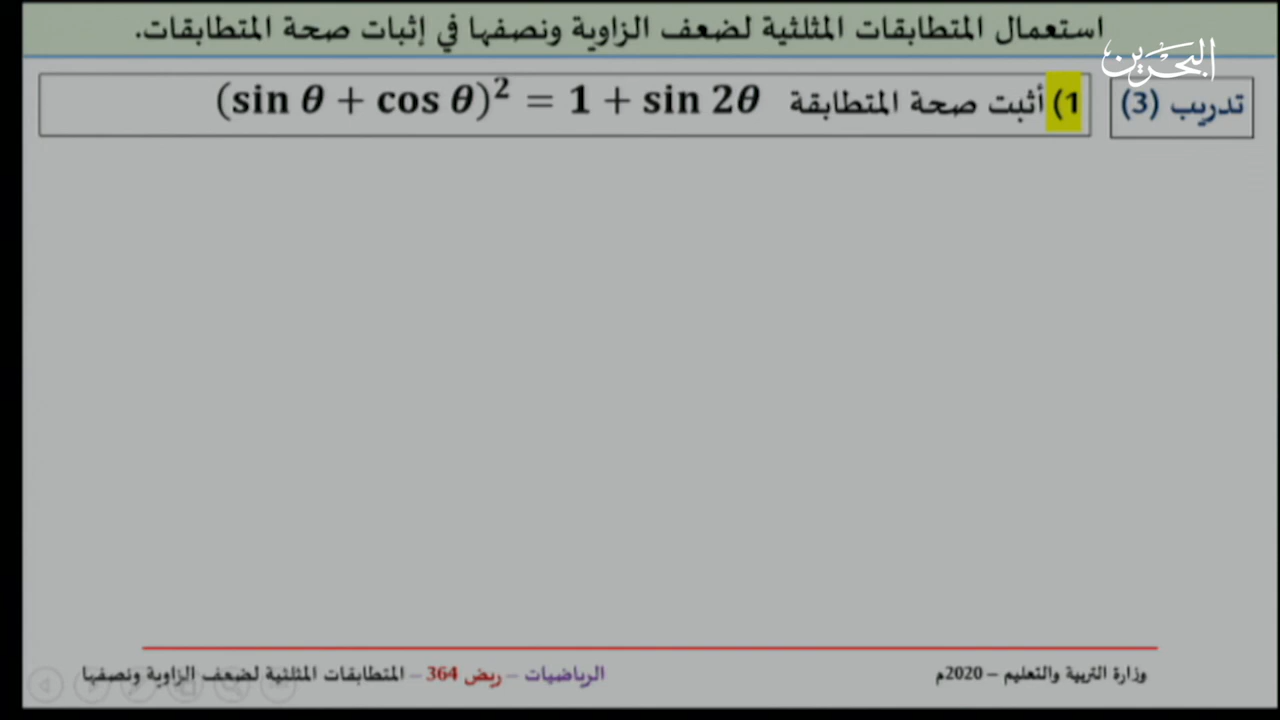 استعمال المتطابقات المثلثية لضعف الزاوية ونصفها في إثبات صحة المتطابقات.
البحرين
تدريب (3)
1) أثبت صحة المتطابقة (sin θ + cos θ)² = 1 + sin 2θ
وزارة التربية والتعليم – 2020م
الرياضيات – ريض 364 – المتطابقات المثلثية لضعف الزاوية ونصفها